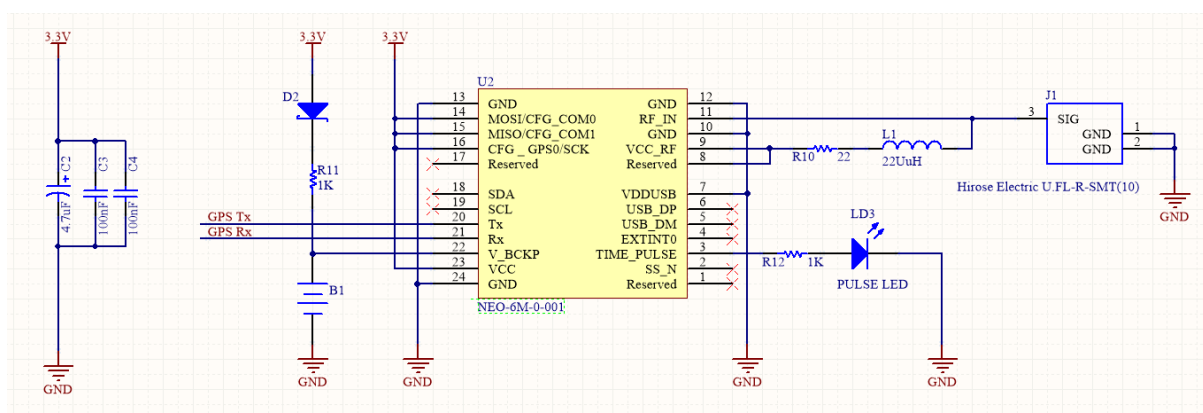 3.3V
3.3V
3.3V
C2
+
4.7uF
C3
100nF
C4
100nF
GND
D2
R11
1K
GPS Tx
GPS Rx
B1
GND
GND
U2
13 GND
14 MOSI/CFG_COM0
15 MISO/CFG_COM1
16 CFG_GPS0/SCK
17 Reserved
18 SDA
19 SCL
20 Tx
21 Rx
22 V_BCKP
23 VCC
24 GND
GND 12
RF_IN 11
GND 10
VCC_RF 9
Reserved 8
VDDUSB 7
USB_DP 6
USB_DM 5
EXTINT0 4
TIME_PULSE 3
SS_N 2
Reserved 1
NEO-6M-0-001
R10 22
L1
22UuH
J1
3 SIG
GND 1
GND 2
Hirose Electric U.FL-R-SMT(10)
GND
R12 1K
LD3
PULSE LED
GND
GND